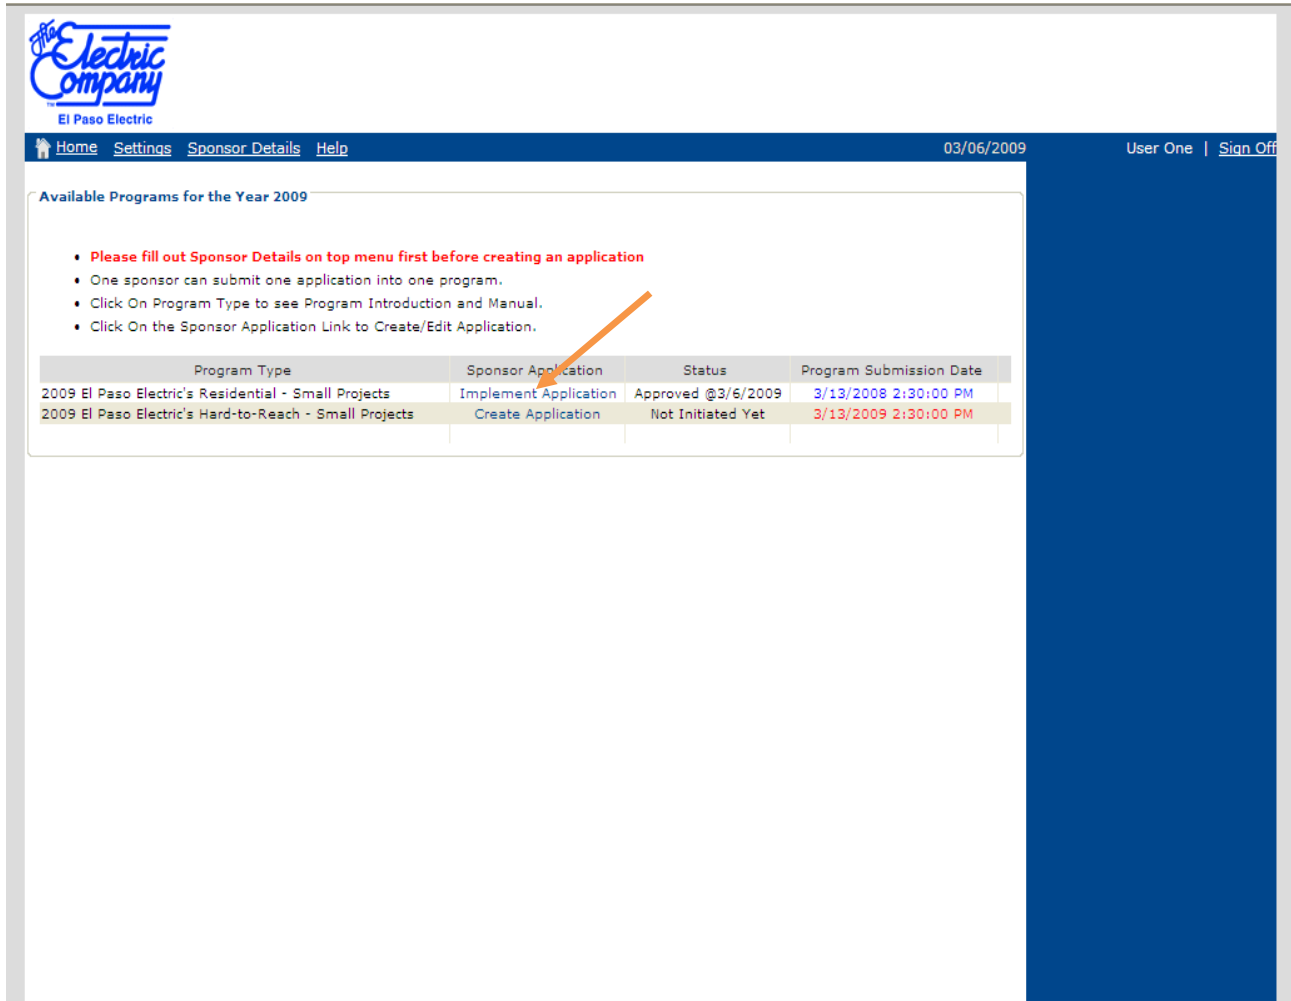 The
Electric
Company
TM
El Paso Electric
Home Settings Sponsor Details Help 03/06/2009 User One | Sign Off
Available Programs for the Year 2009
• Please fill out Sponsor Details on top menu first before creating an application
• One sponsor can submit one application into one program.
• Click On Program Type to see Program Introduction and Manual.
• Click On the Sponsor Application Link to Create/Edit Application.
Program Type Sponsor Application Status Program Submission Date
2009 El Paso Electric's Residential - Small Projects Implement Application Approved @3/6/2009 3/13/2008 2:30:00 PM
2009 El Paso Electric's Hard-to-Reach - Small Projects Create Application Not Initiated Yet 3/13/2009 2:30:00 PM